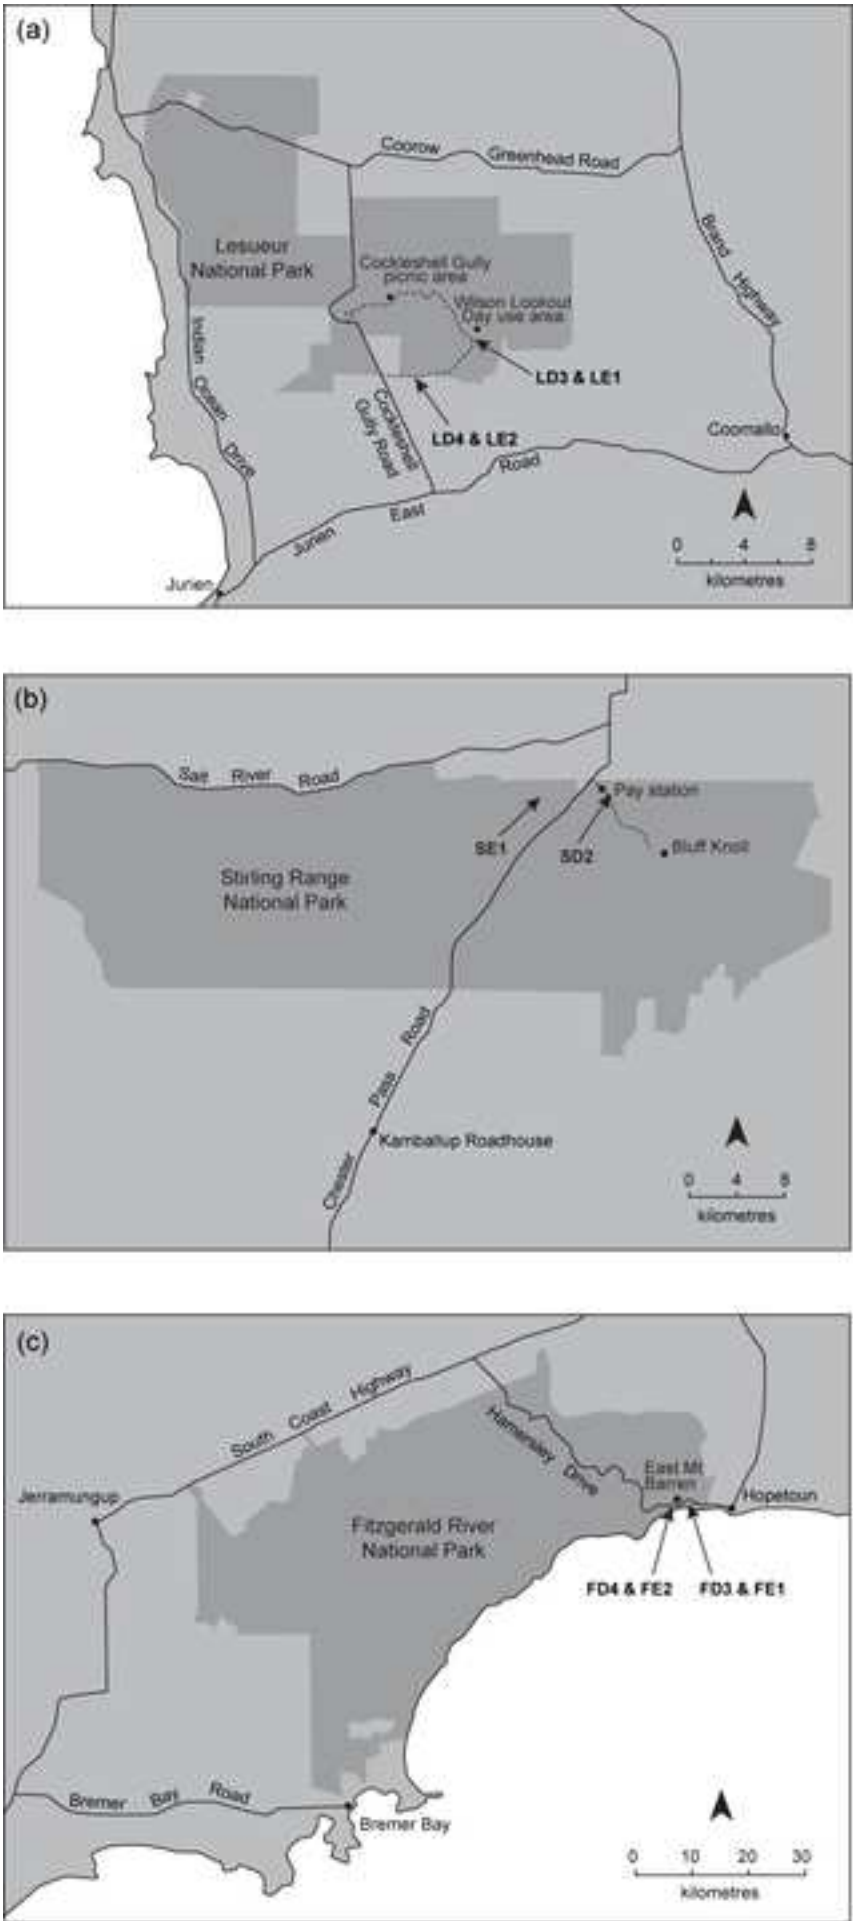 (a)
Coorow Greenhead Road
Lesueur
National Park
Brand Highway
Cockleshell Gully
picnic area
Wilson Lookout
Day use area
Indian Ocean Drive
LD3 & LE1
Cockleshell
Gully Road
LD4 & LE2
Coomallo
Jurien East Road
0 4 8
kilometres
Jurien
(b)
Salt River Road
Pay station
SE1
SD2
Bluff Knoll
Stirling Range
National Park
Chester Pass Road
Kamballup Roadhouse
0 4 8
kilometres
(c)
South Coast Highway
Hamersley Drive
East Mt
Barren
Jerramungup
Hopetoun
Fitzgerald River
National Park
FD4 & FE2
FD3 & FE1
Bremer Bay Road
Bremer Bay
0 10 20 30
kilometres